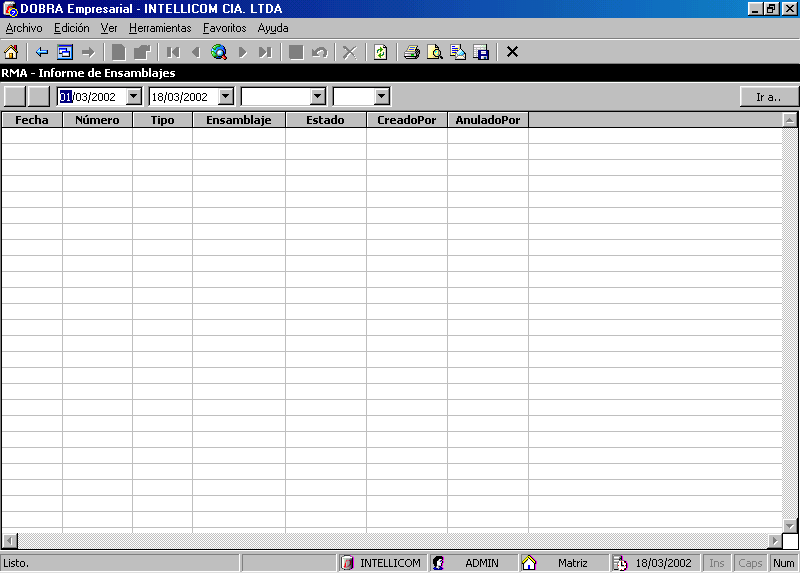 DOBRA Empresarial - INTELLICOM CIA. LTDA
Archivo Edición Ver Herramientas Favoritos Ayuda
RMA - Informe de Ensamblajes
01/03/2002 18/03/2002 Ir a..
Fecha Número Tipo Ensamblaje Estado CreadoPor AnuladoPor
Listo. INTELLICOM ADMIN Matriz 18/03/2002 Ins Caps Num